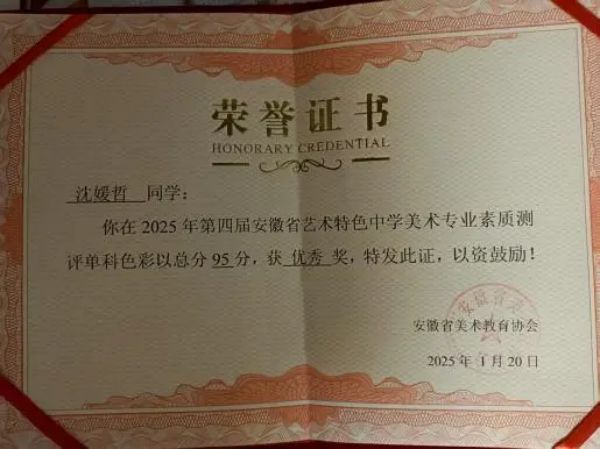 荣誉证书
HONORARY CREDENTIAL
沈媛哲 同学：
你在2025年第四届安徽省艺术特色中学美术专业素质测
评单科色彩以总分 95 分，获 优秀 奖，特发此证，以资鼓励！
安徽省美术教育协会
2025年1月20日